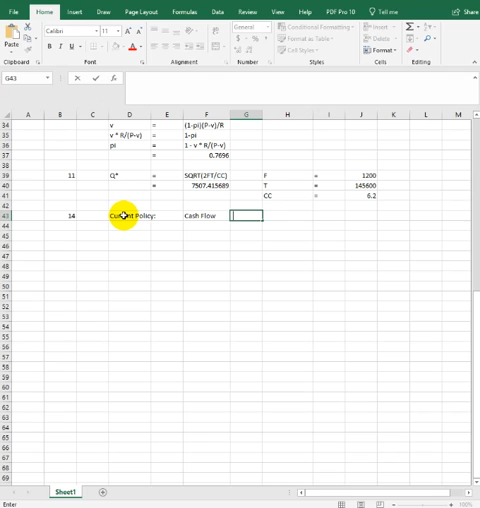 File Home Insert Draw Page Layout Formulas Data Review View Help PDF Pro 10 Tell me Share
Paste
Calibri 11
General
Conditional Formatting
Format as Table
Cell Styles
Insert
Delete
Format
Clipboard Font Alignment Number Styles Cells Editing
G43
A B C D E F G H I J K L M
34 v = (1-pi)(P-v)/R
35 v * R/(P-v) = 1-pi
36 pi = 1 - v * R/(P-v)
37 = 0.7696
38
39 11 Q* = SQRT(2FT/CC) F = 1200
40 = 7507.415689 T = 145600
41 CC = 6.2
42
43 14 Current Policy: Cash Flow
44
45
46
47
48
49
50
51
52
53
54
55
56
57
58
59
60
61
62
63
64
65
66
67
68
69
Sheet1
Enter 100%